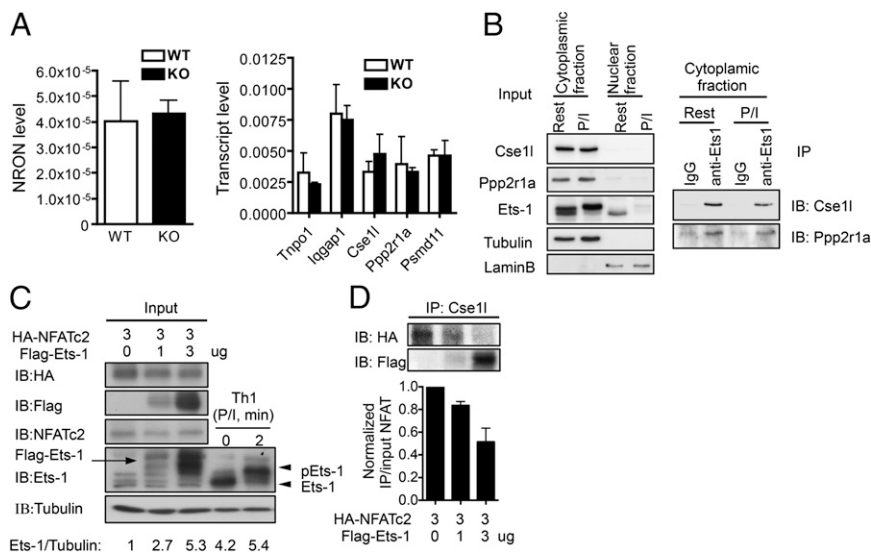 A
NRON level
6.0x10-5
5.0x10-5
4.0x10-5
3.0x10-5
2.0x10-5
1.0x10-5
0
WT
KO
WT KO
Transcript level
0.0125
0.0100
0.0075
0.0050
0.0025
0.0000
WT
KO
Tnpo1 Iqgap1 Cse1l Ppp2r1a Psmd11
B
Input
Cytoplasmic fraction
Nuclear fraction
Rest P/I Rest P/I
Cse1l
Ppp2r1a
Ets-1
Tubulin
LaminB
Cytoplamic fraction
Rest P/I
IgG anti-Ets1 IgG anti-Ets1
IP
IB: Cse1l
IB: Ppp2r1a
C
Input
HA-NFATc2 3 3 3
Flag-Ets-1 0 1 3 ug
IB:HA
IB:Flag
IB:NFATc2
Th1
(P/I, min)
0 2
Flag-Ets-1
IB:Ets-1
pEts-1
Ets-1
IB:Tubulin
Ets-1/Tubulin: 1 2.7 5.3 4.2 5.4
D
IP: Cse1l
IB: HA
IB: Flag
Normalized IP/input NFAT
1.0
0.8
0.6
0.4
0.2
0.0
HA-NFATc2 3 3 3
Flag-Ets-1 0 1 3 ug